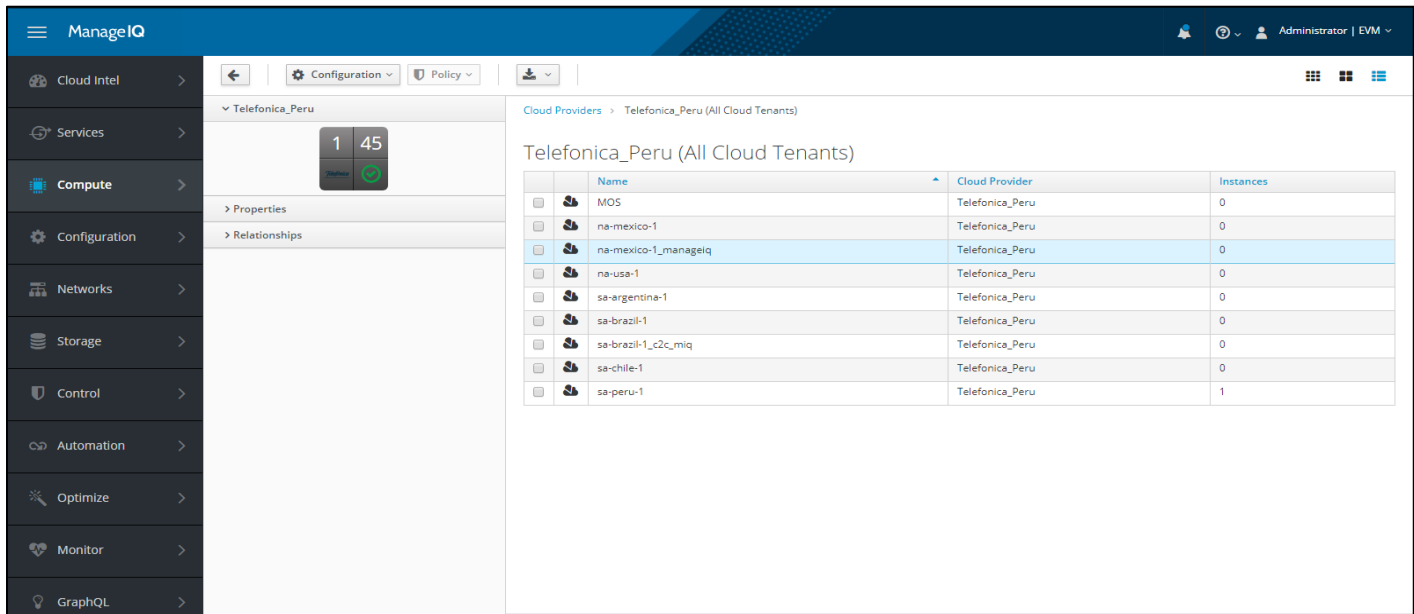 ManageIQ
Administrator | EVM
Cloud Intel
Services
Compute
Configuration
Networks
Storage
Control
Automation
Optimize
Monitor
GraphQL
Configuration
Policy
Telefonica_Peru
1 45
Properties
Relationships
Cloud Providers > Telefonica_Peru (All Cloud Tenants)
Telefonica_Peru (All Cloud Tenants)
Name Cloud Provider Instances
MOS Telefonica_Peru 0
na-mexico-1 Telefonica_Peru 0
na-mexico-1_manageiq Telefonica_Peru 0
na-usa-1 Telefonica_Peru 0
sa-argentina-1 Telefonica_Peru 0
sa-brazil-1 Telefonica_Peru 0
sa-brazil-1_c2c_miq Telefonica_Peru 0
sa-chile-1 Telefonica_Peru 0
sa-peru-1 Telefonica_Peru 1